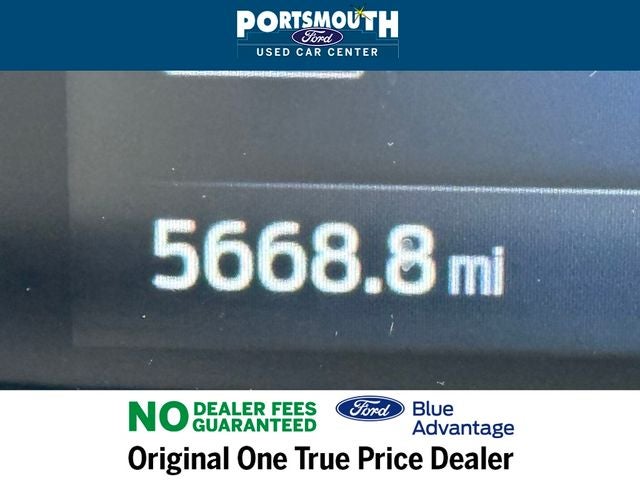 PORTSMOUTH
Ford
USED CAR CENTER
5668.8 mi
NO DEALER FEES
GUARANTEED
Ford
Blue
Advantage
Original One True Price Dealer